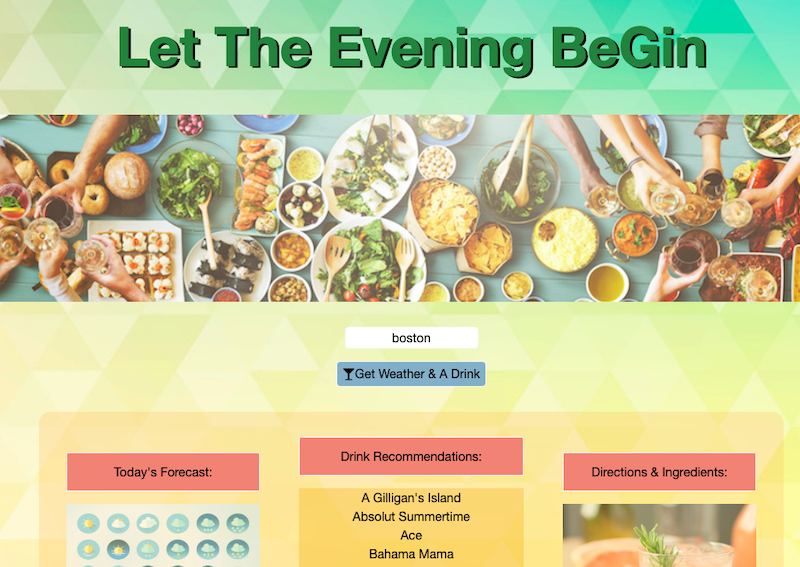 Let The Evening BeGin
boston
Get Weather & A Drink
Today's Forecast:
Drink Recommendations:
Directions & Ingredients:
A Gilligan's Island
Absolut Summertime
Ace
Bahama Mama